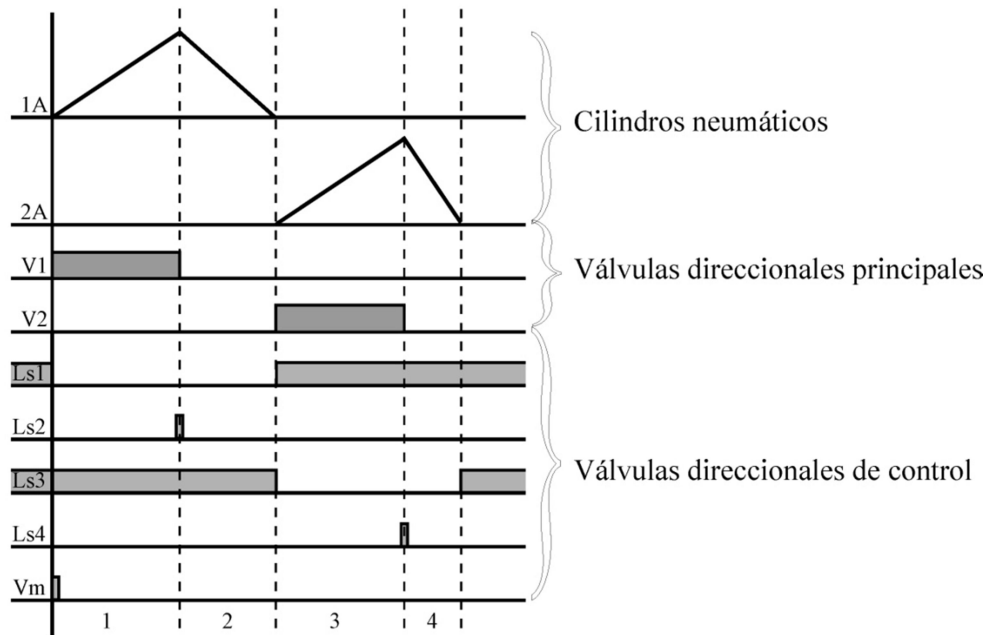 1A
Cilindros neumáticos
2A
V1
Válvulas direccionales principales
V2
Ls1
Ls2
Ls3
Válvulas direccionales de control
Ls4
Vm
1 2 3 4